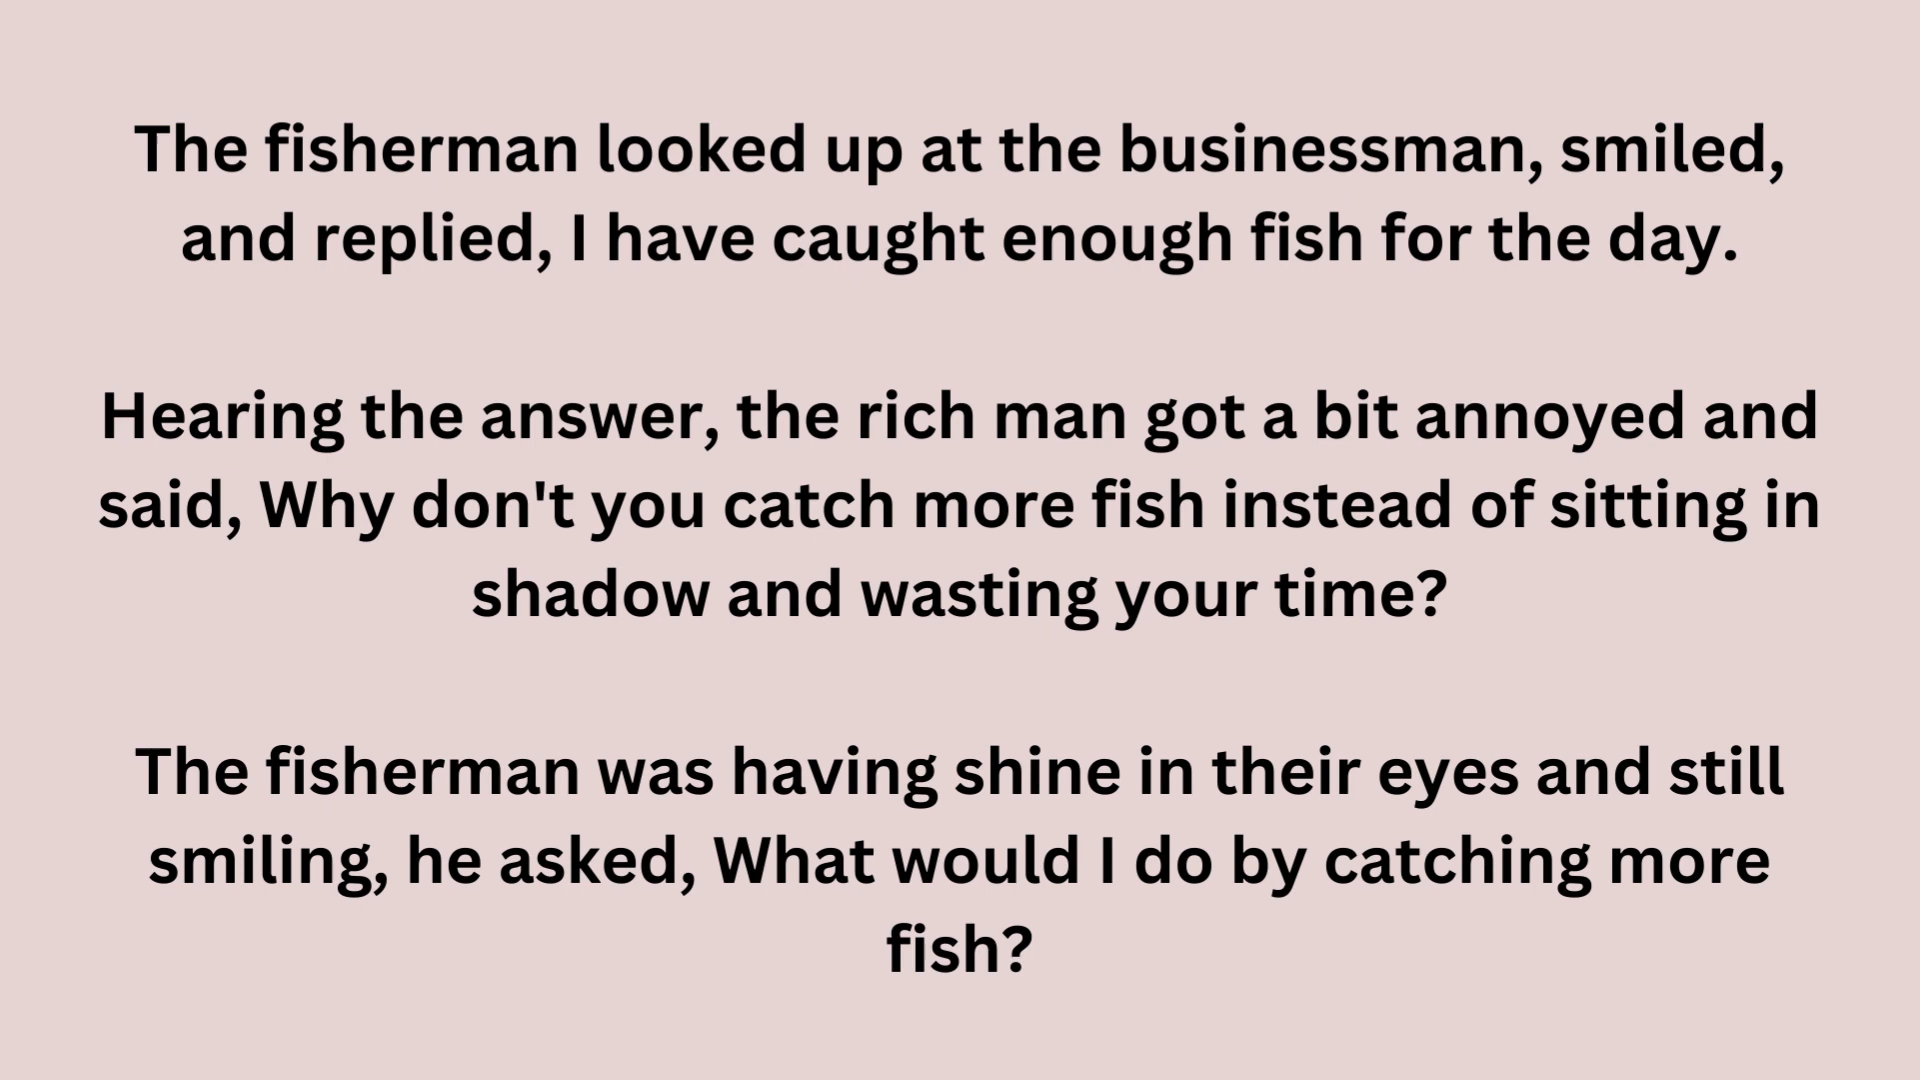 The fisherman looked up at the businessman, smiled,
and replied, I have caught enough fish for the day.
Hearing the answer, the rich man got a bit annoyed and
said, Why don't you catch more fish instead of sitting in
shadow and wasting your time?
The fisherman was having shine in their eyes and still
smiling, he asked, What would I do by catching more
fish?